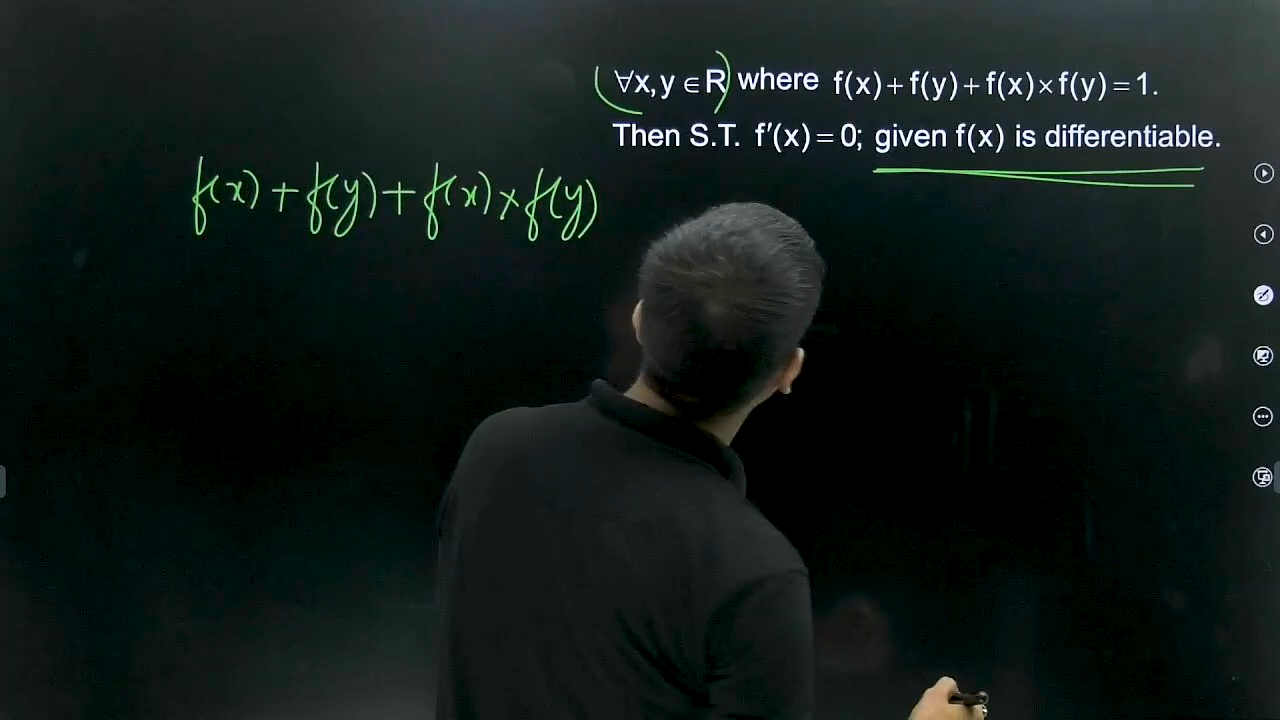 ∀x, y ∈ R where f(x) + f(y) + f(x) × f(y) = 1.
Then S.T. f′(x) = 0; given f(x) is differentiable.
f(x) + f(y) + f(x) × f(y)